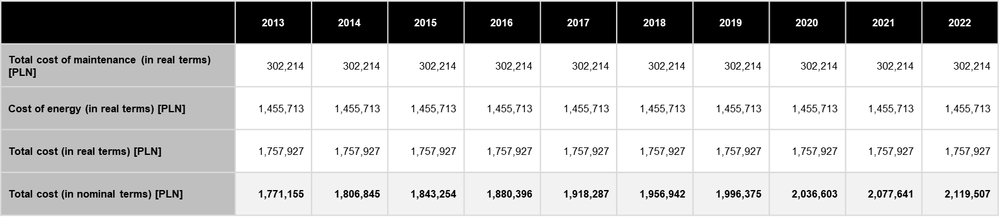 2013 2014 2015 2016 2017 2018 2019 2020 2021 2022
Total cost of maintenance (in real terms)
[PLN] 302,214 302,214 302,214 302,214 302,214 302,214 302,214 302,214 302,214 302,214
Cost of energy (in real terms) [PLN] 1,455,713 1,455,713 1,455,713 1,455,713 1,455,713 1,455,713 1,455,713 1,455,713 1,455,713 1,455,713
Total cost (in real terms) [PLN] 1,757,927 1,757,927 1,757,927 1,757,927 1,757,927 1,757,927 1,757,927 1,757,927 1,757,927 1,757,927
Total cost (in nominal terms) [PLN] 1,771,155 1,806,845 1,843,254 1,880,396 1,918,287 1,956,942 1,996,375 2,036,603 2,077,641 2,119,507